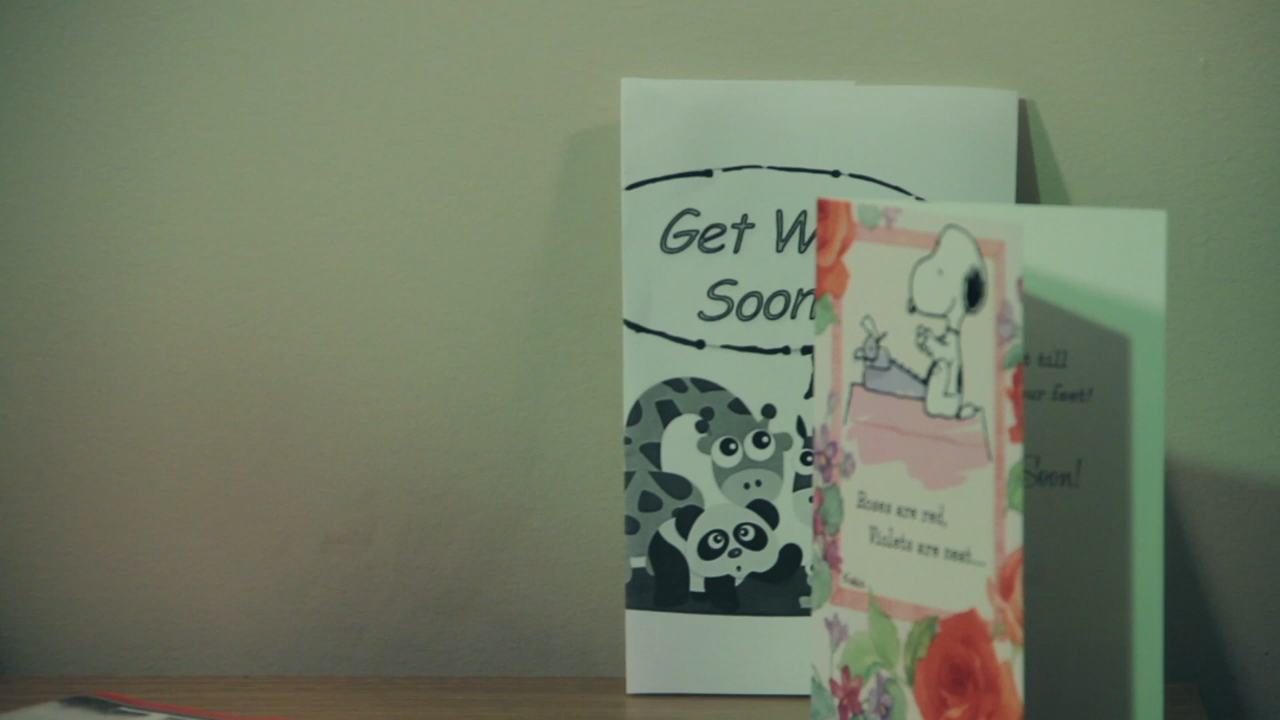 Get W
Soon
Roses are red,
Violets are neat...
tall
our feet!
Soon!